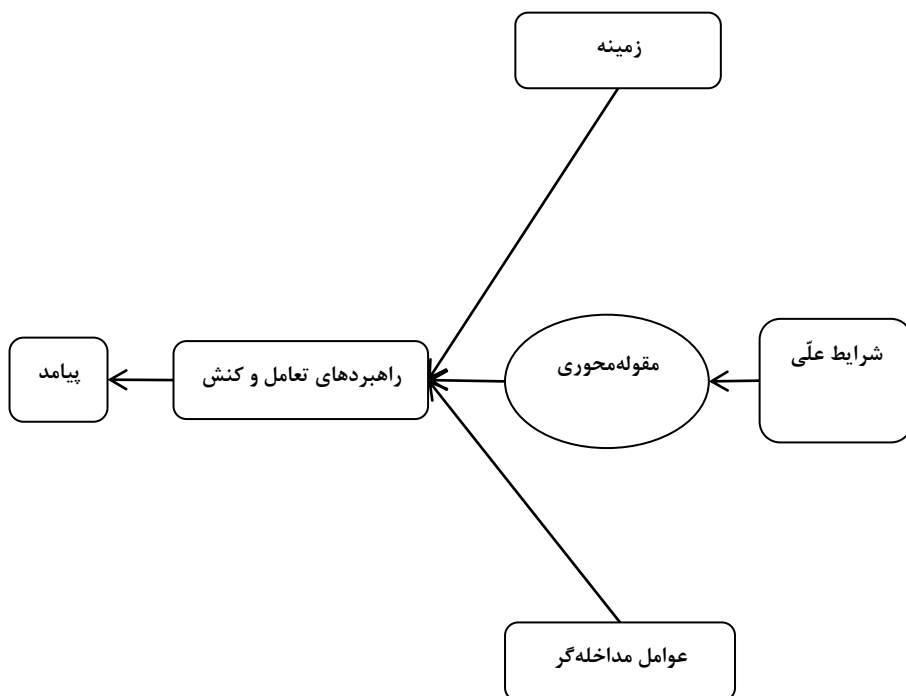 زمینه
شرایط علّی
مقوله‌محوری
راهبردهای تعامل و کنش
پیامد
عوامل مداخله‌گر